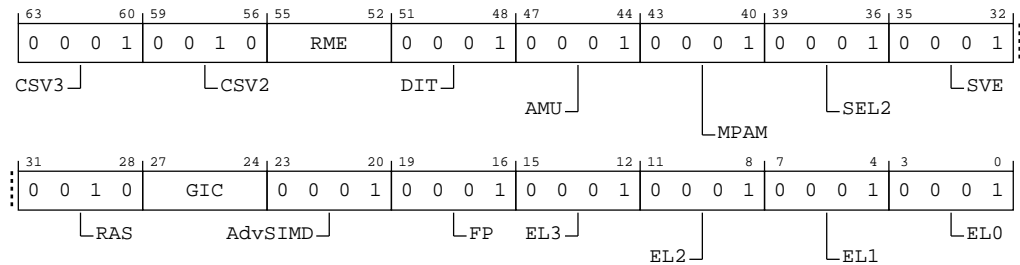 63 60 59 56 55 52 51 48 47 44 43 40 39 36 35 32
0 0 0 1 0 0 1 0 RME 0 0 0 1 0 0 0 1 0 0 0 1 0 0 0 1 0 0 0 1
CSV3 CSV2 DIT SVE
AMU SEL2
MPAM
31 28 27 24 23 20 19 16 15 12 11 8 7 4 3 0
0 0 1 0 GIC 0 0 0 1 0 0 0 1 0 0 0 1 0 0 0 1 0 0 0 1 0 0 0 1
RAS AdvSIMD FP EL3 EL0
EL2 EL1